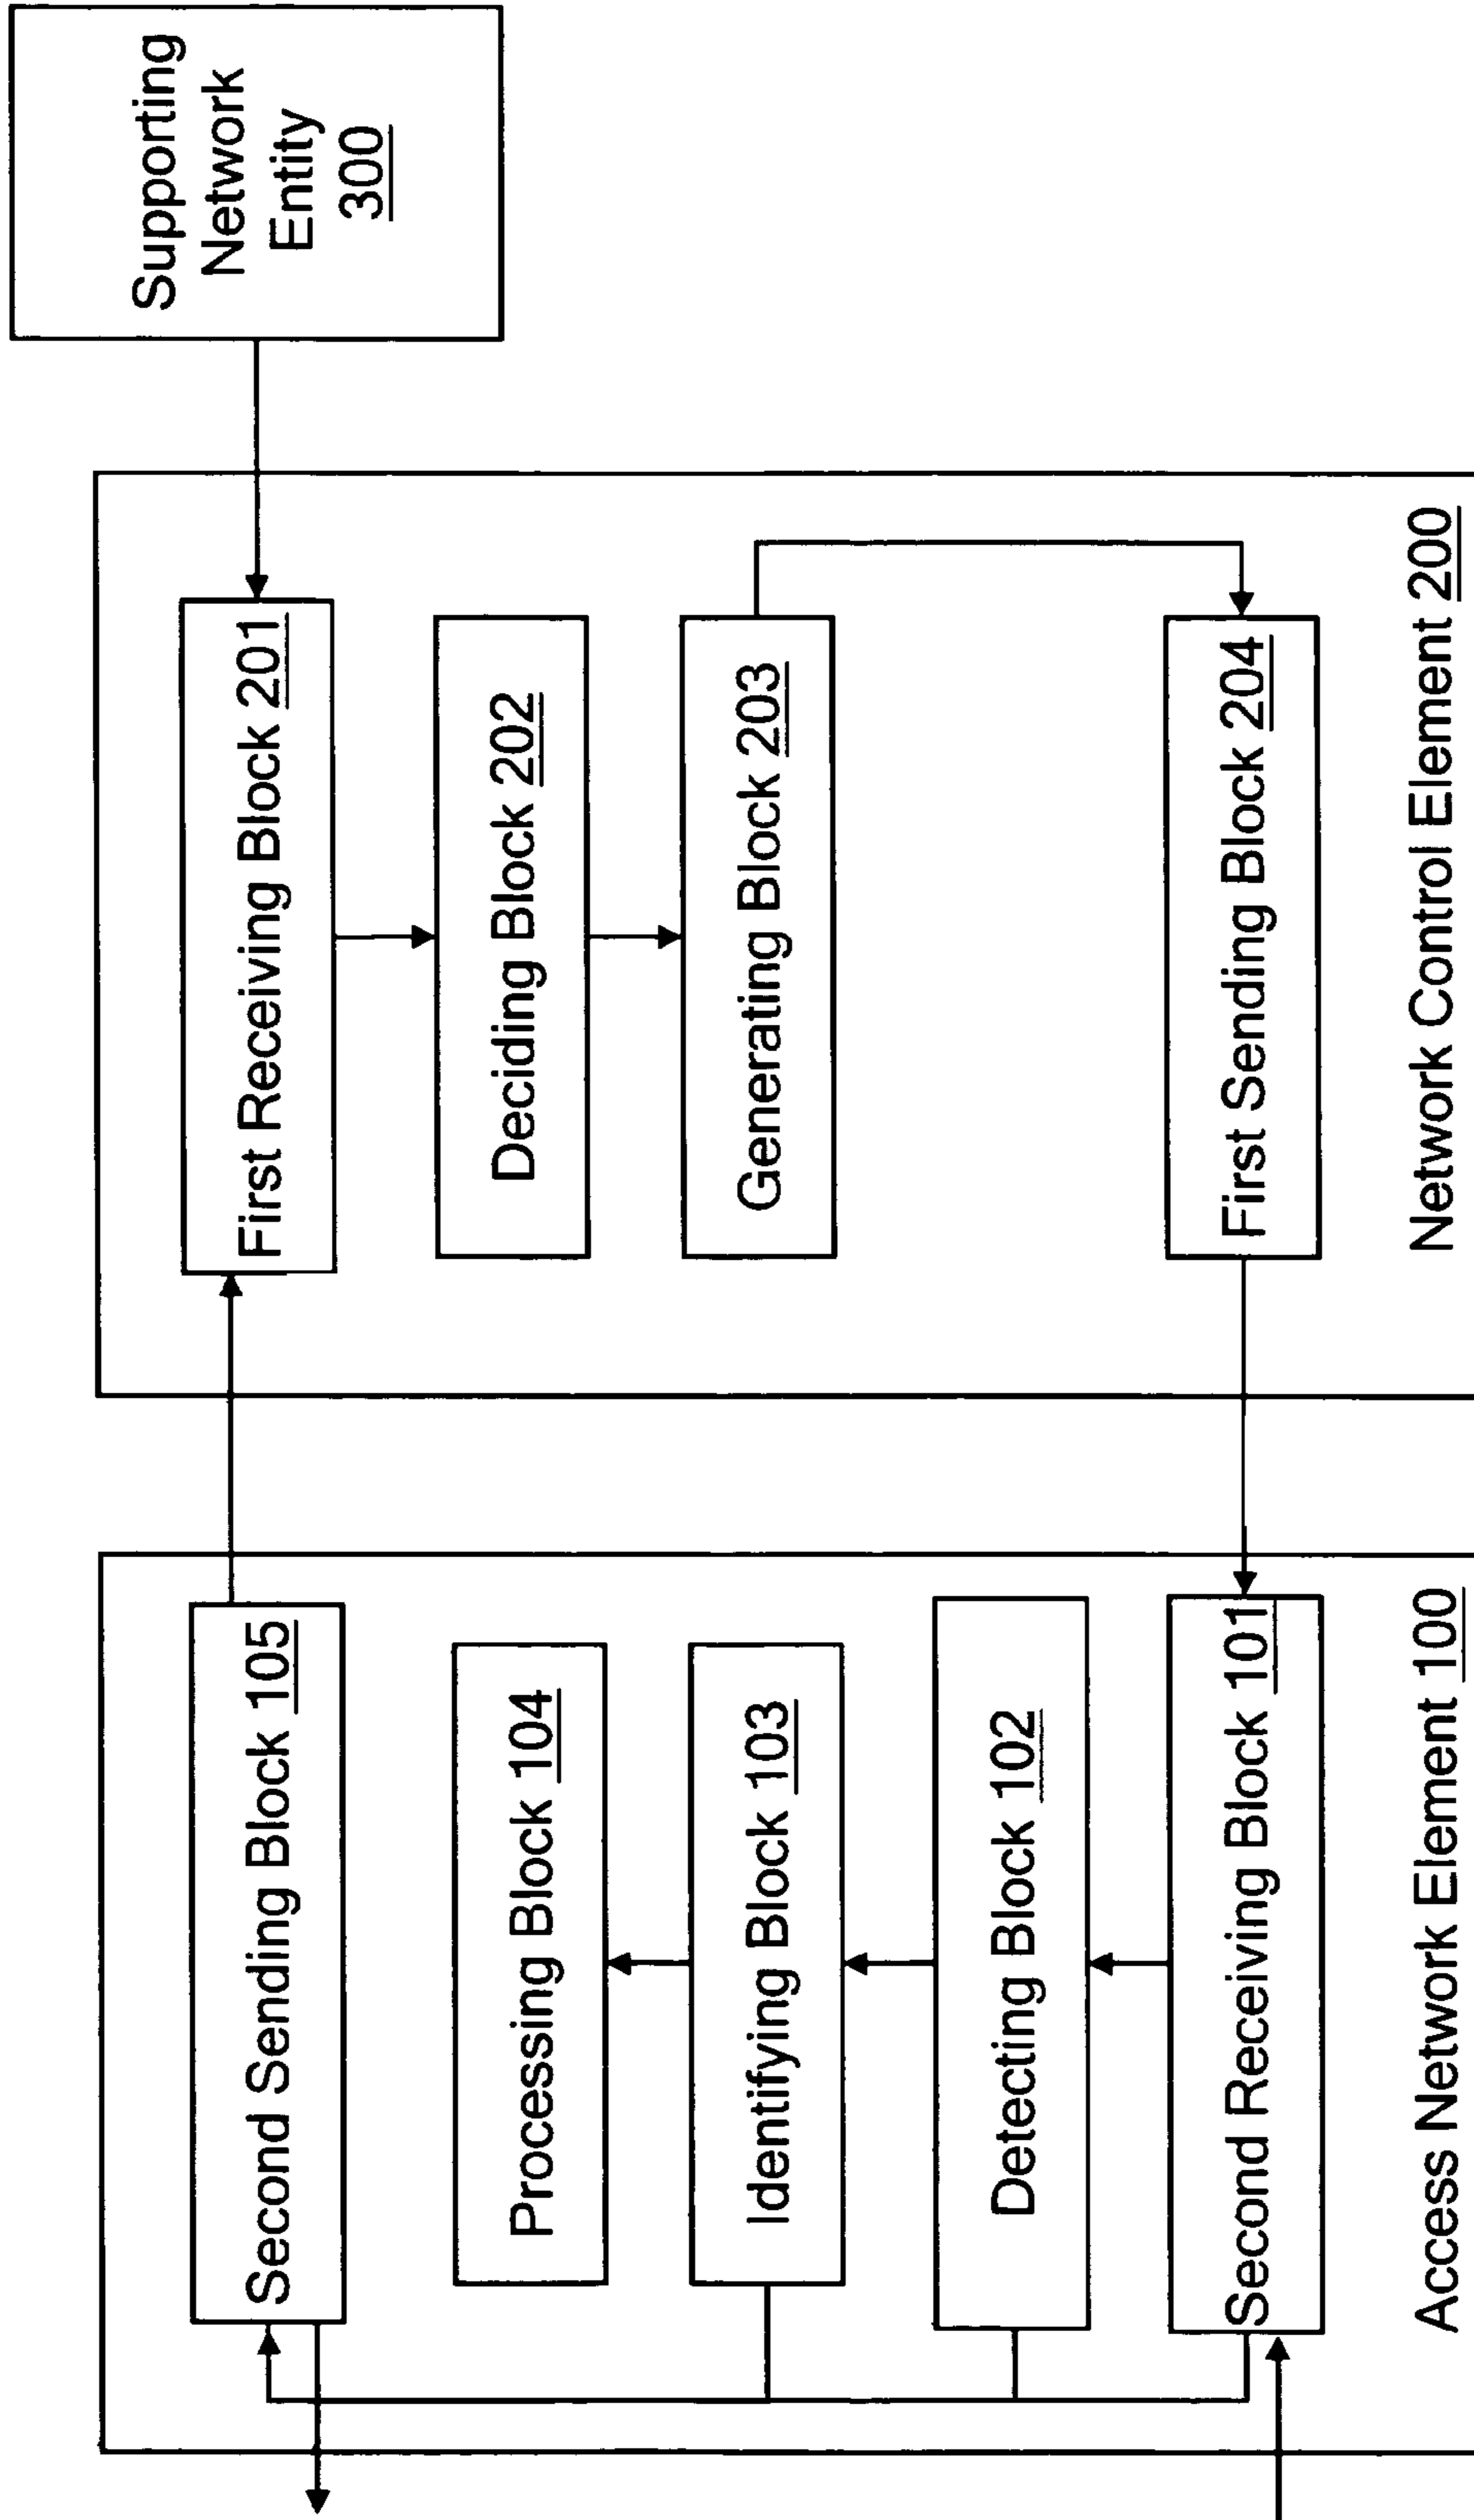 Second Sending Block 105
Processing Block 104
Identifying Block 103
Detecting Block 102
Second Receiving Block 101
Access Network Element 100
First Receiving Block 201
Deciding Block 202
Generating Block 203
First Sending Block 204
Network Control Element 200
Supporting
Network
Entity
300